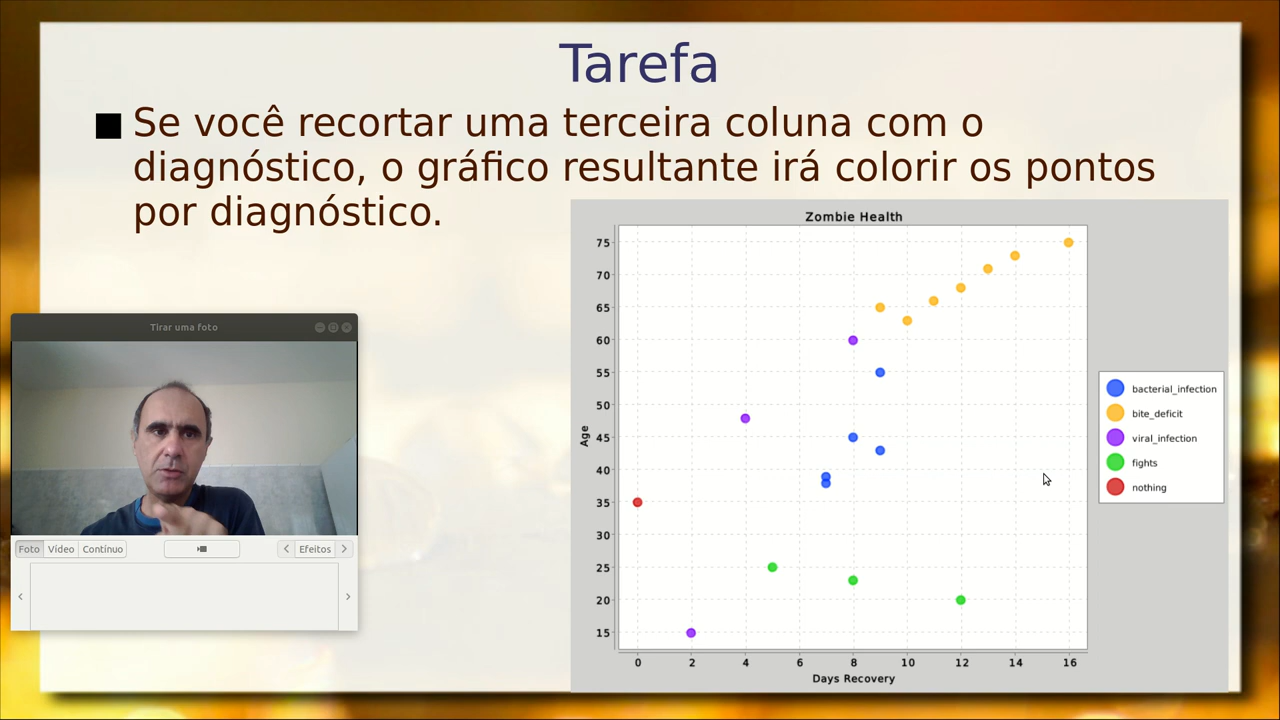 Tarefa
Se você recortar uma terceira coluna com o
diagnóstico, o gráfico resultante irá colorir os pontos
por diagnóstico.
Zombie Health
75
70
65
60
55
50
45
40
35
30
25
20
15
Age
0 2 4 6 8 10 12 14 16
Days Recovery
bacterial_infection
bite_deficit
viral_infection
fights
nothing
Tirar uma foto
Foto Vídeo Contínuo Efeitos